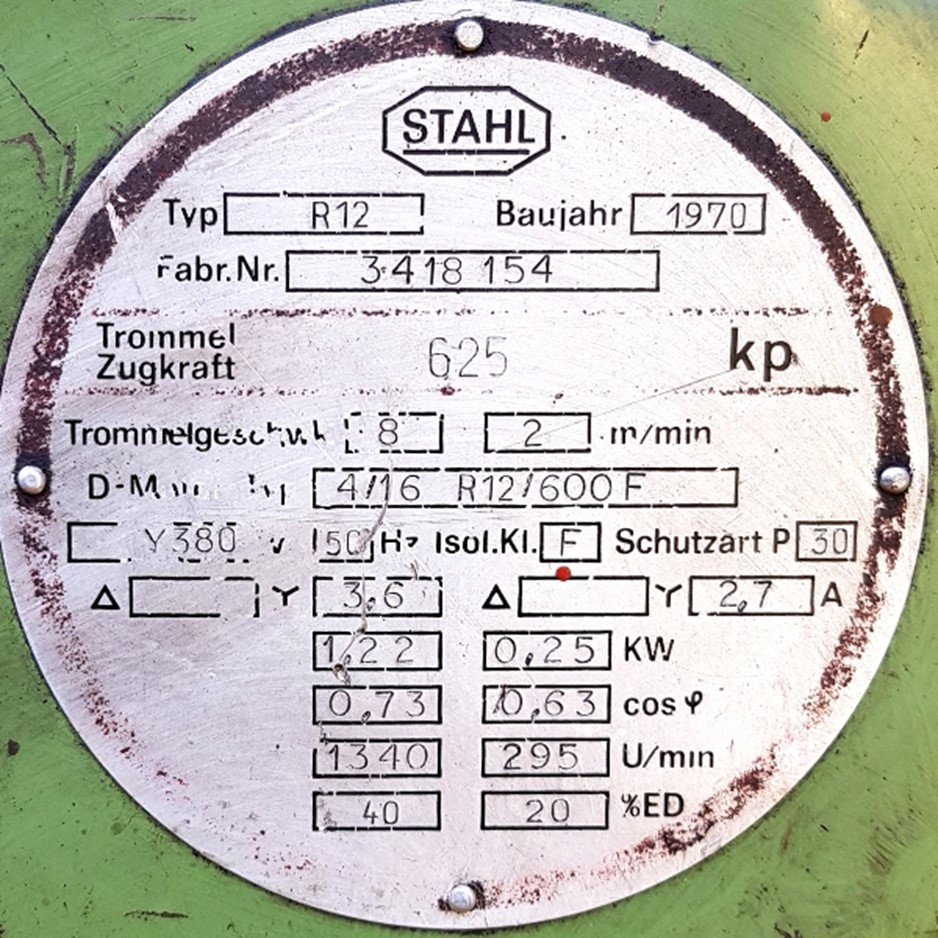 STAHL
Typ R12 Baujahr 1970
Fabr.Nr. 3418 154
Trommel
Zugkraft 625 kp
8 2 m/min
4/16 R12/600 F
Y380 v 50 Hz Isol.Kl. F Schutzart P 30
Δ Y 3,6 Δ Y 2,7 A
1,22 0,25 KW
0,73 0,63 cos φ
1340 295 U/min
40 20 %ED